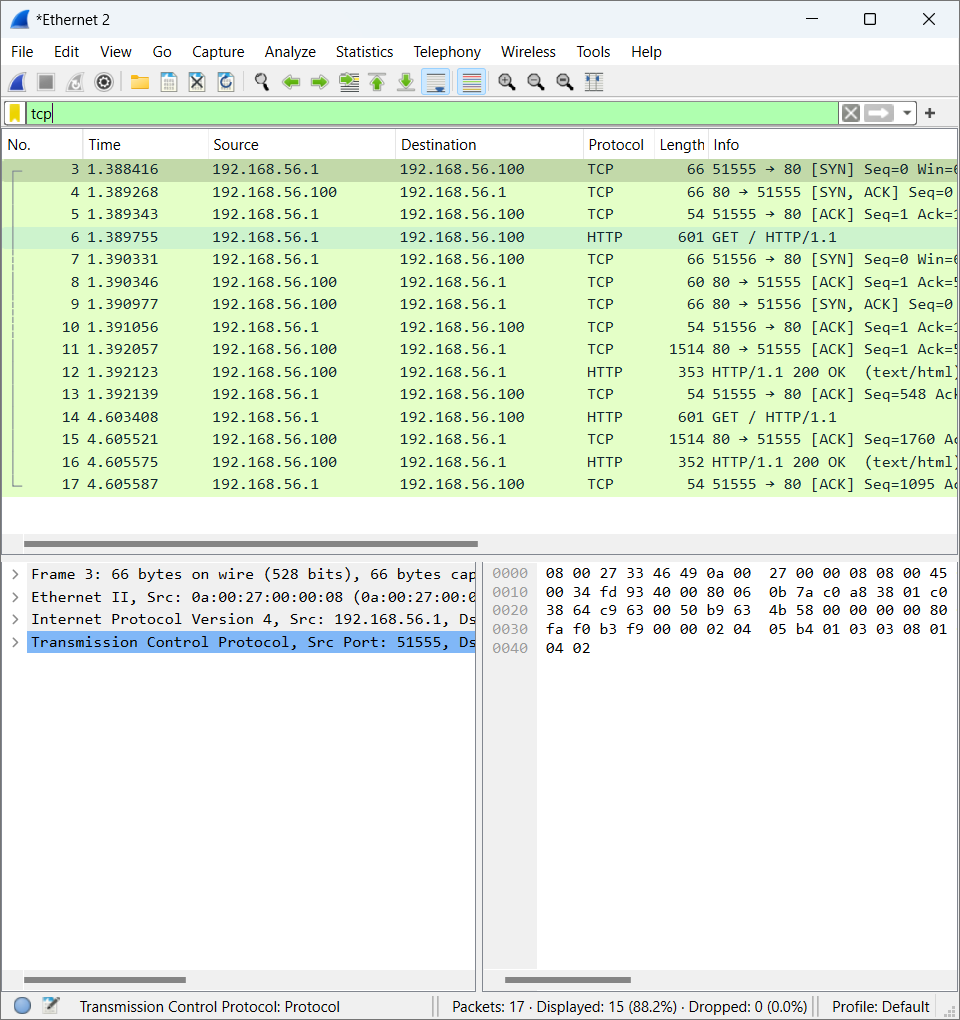 *Ethernet 2
File Edit View Go Capture Analyze Statistics Telephony Wireless Tools Help
tcp
No. Time Source Destination Protocol Length Info
3 1.388416 192.168.56.1 192.168.56.100 TCP 66 51555 → 80 [SYN] Seq=0 Win=6
4 1.389268 192.168.56.100 192.168.56.1 TCP 66 80 → 51555 [SYN, ACK] Seq=0
5 1.389343 192.168.56.1 192.168.56.100 TCP 54 51555 → 80 [ACK] Seq=1 Ack=1
6 1.389755 192.168.56.1 192.168.56.100 HTTP 601 GET / HTTP/1.1
7 1.390331 192.168.56.1 192.168.56.100 TCP 66 51556 → 80 [SYN] Seq=0 Win=6
8 1.390346 192.168.56.100 192.168.56.1 TCP 60 80 → 51555 [ACK] Seq=1 Ack=5
9 1.390977 192.168.56.100 192.168.56.1 TCP 66 80 → 51556 [SYN, ACK] Seq=0
10 1.391056 192.168.56.1 192.168.56.100 TCP 54 51556 → 80 [ACK] Seq=1 Ack=1
11 1.392057 192.168.56.100 192.168.56.1 TCP 1514 80 → 51555 [ACK] Seq=1 Ack=5
12 1.392123 192.168.56.100 192.168.56.1 HTTP 353 HTTP/1.1 200 OK (text/html)
13 1.392139 192.168.56.1 192.168.56.100 TCP 54 51555 → 80 [ACK] Seq=548 Ack
14 4.603408 192.168.56.1 192.168.56.100 HTTP 601 GET / HTTP/1.1
15 4.605521 192.168.56.100 192.168.56.1 TCP 1514 80 → 51555 [ACK] Seq=1760 Ac
16 4.605575 192.168.56.100 192.168.56.1 HTTP 352 HTTP/1.1 200 OK (text/html)
17 4.605587 192.168.56.1 192.168.56.100 TCP 54 51555 → 80 [ACK] Seq=1095 Ac
Frame 3: 66 bytes on wire (528 bits), 66 bytes cap
Ethernet II, Src: 0a:00:27:00:00:08 (0a:00:27:00:0
Internet Protocol Version 4, Src: 192.168.56.1, Ds
Transmission Control Protocol, Src Port: 51555, Ds
0000 08 00 27 33 46 49 0a 00 27 00 00 08 08 00 45
0010 00 34 fd 93 40 00 80 06 0b 7a c0 a8 38 01 c0
0020 38 64 c9 63 00 50 b9 63 4b 58 00 00 00 00 80
0030 fa f0 b3 f9 00 00 02 04 05 b4 01 03 03 08 01
0040 04 02
Transmission Control Protocol: Protocol
Packets: 17 · Displayed: 15 (88.2%) · Dropped: 0 (0.0%)
Profile: Default